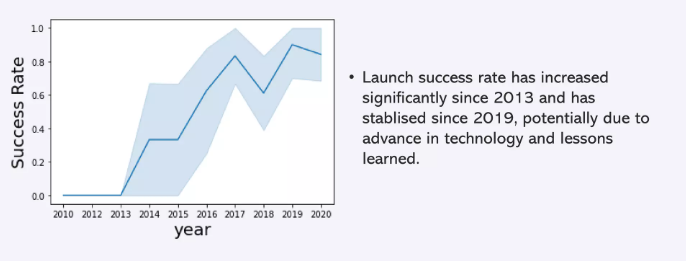 1.0
0.8
0.6
0.4
0.2
0.0
Success Rate
2010 2012 2013 2014 2015 2016 2017 2018 2019 2020
year
• Launch success rate has increased
significantly since 2013 and has
stablised since 2019, potentially due to
advance in technology and lessons
learned.